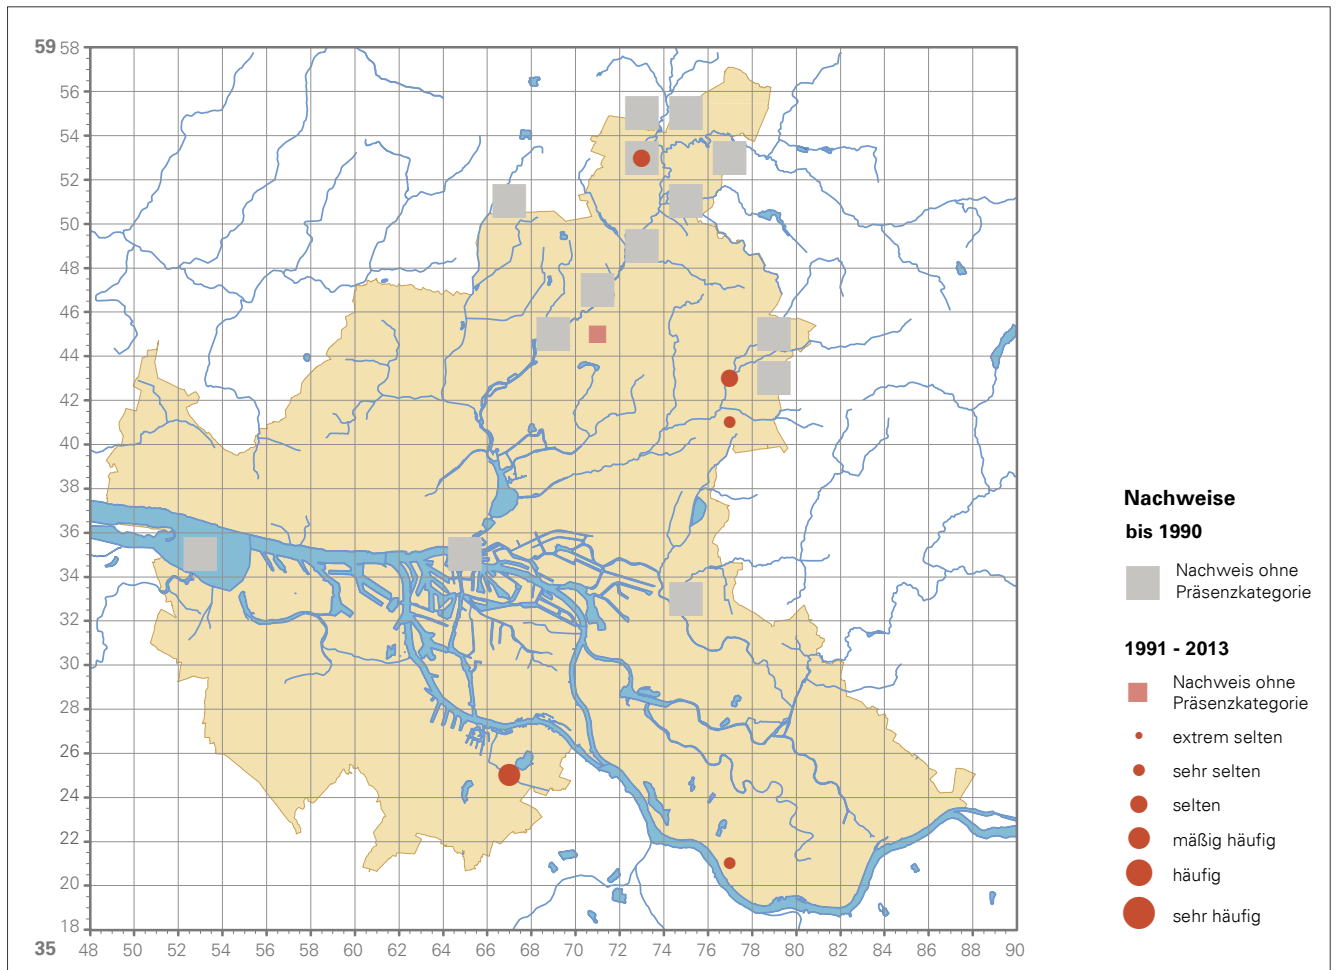 59 58
56
54
52
50
48
46
44
42
40
38
36
34
32
30
28
26
24
22
20
18
35
48 50 52 54 56 58 60 62 64 66 68 70 72 74 76 78 80 82 84 86 88 90
Nachweise
bis 1990
Nachweis ohne
Präsenzkategorie
1991 - 2013
Nachweis ohne
Präsenzkategorie
extrem selten
sehr selten
selten
mäßig häufig
häufig
sehr häufig